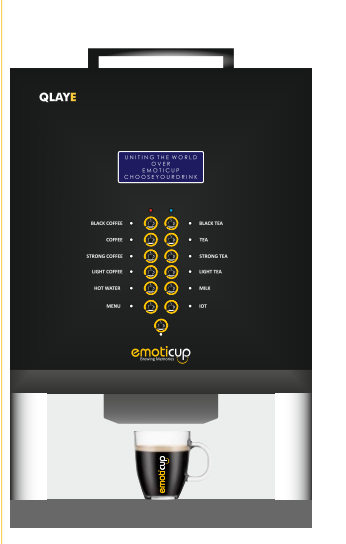 QLAYE
UNITING THE WORLD
OVER
EMOTICUP
CHOOSEYOURDRINK
BLACK COFFEE BLACK TEA
COFFEE TEA
STRONG COFFEE STRONG TEA
LIGHT COFFEE LIGHT TEA
HOT WATER MILK
MENU IOT
emoticup
Brewing Memories
emoticup